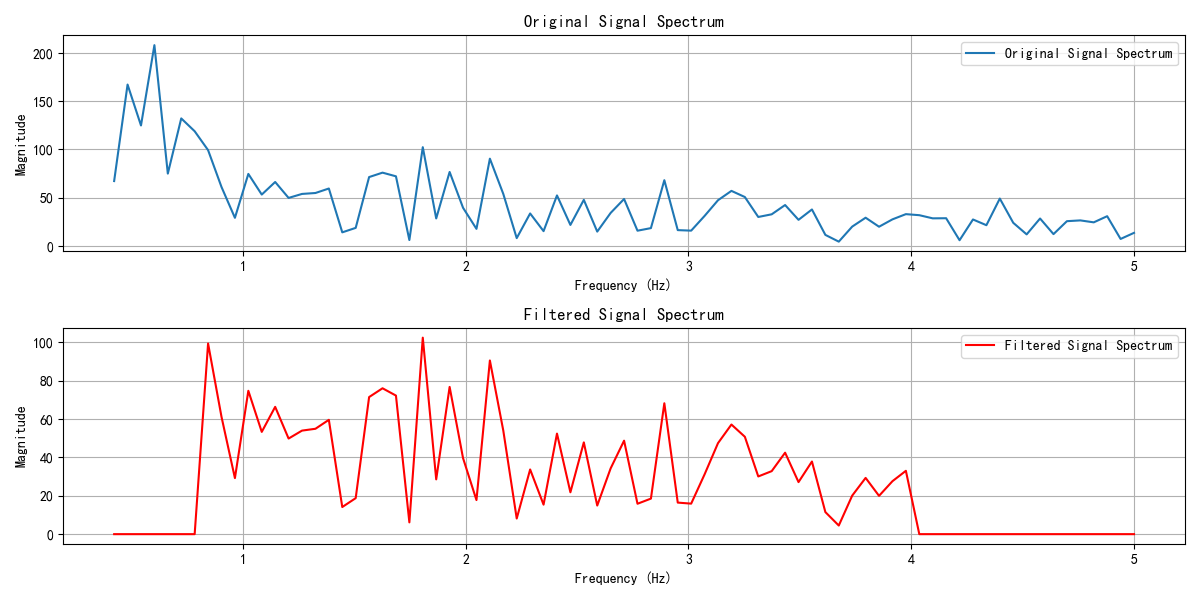 Original Signal Spectrum
200
150
100
50
0
Magnitude
Original Signal Spectrum
1 2 3 4 5
Frequency (Hz)
Filtered Signal Spectrum
100
80
60
40
20
0
Magnitude
Filtered Signal Spectrum
1 2 3 4 5
Frequency (Hz)